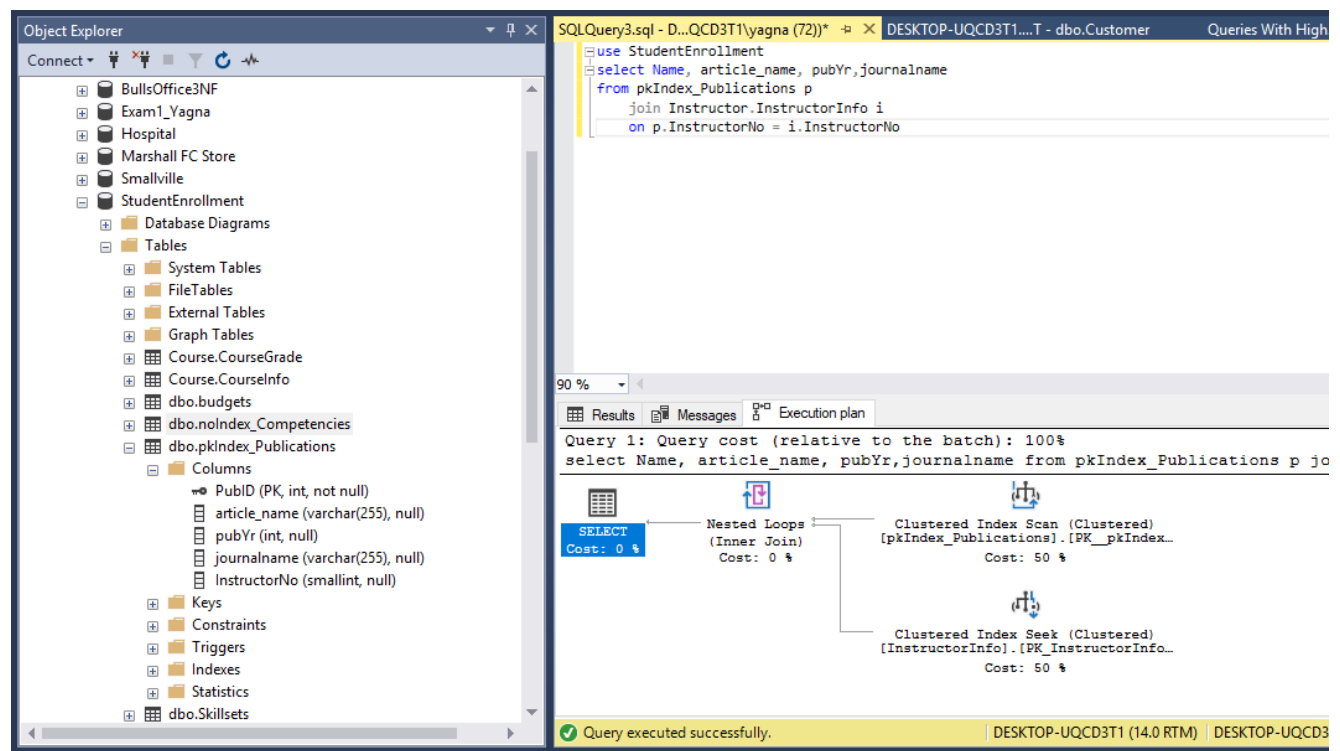 Object Explorer
Connect
BullsOffice3NF
Exam1_Yagna
Hospital
Marshall FC Store
Smallville
StudentEnrollment
Database Diagrams
Tables
System Tables
FileTables
External Tables
Graph Tables
Course.CourseGrade
Course.CourseInfo
dbo.budgets
dbo.noIndex_Competencies
dbo.pkIndex_Publications
Columns
PubID (PK, int, not null)
article_name (varchar(255), null)
pubYr (int, null)
journalname (varchar(255), null)
InstructorNo (smallint, null)
Keys
Constraints
Triggers
Indexes
Statistics
dbo.Skillsets
SQLQuery3.sql - D...QCD3T1\yagna (72))* DESKTOP-UQCD3T1....T - dbo.Customer Queries With High
use StudentEnrollment
select Name, article_name, pubYr,journalname
from pkIndex_Publications p
join Instructor.InstructorInfo i
on p.InstructorNo = i.InstructorNo
90 %
Results Messages Execution plan
Query 1: Query cost (relative to the batch): 100%
select Name, article_name, pubYr,journalname from pkIndex_Publications p jo
SELECT
Cost: 0 %
Nested Loops
(Inner Join)
Cost: 0 %
Clustered Index Scan (Clustered)
[pkIndex_Publications].[PK__pkIndex…
Cost: 50 %
Clustered Index Seek (Clustered)
[InstructorInfo].[PK_InstructorInfo…
Cost: 50 %
Query executed successfully. DESKTOP-UQCD3T1 (14.0 RTM) DESKTOP-UQCD3